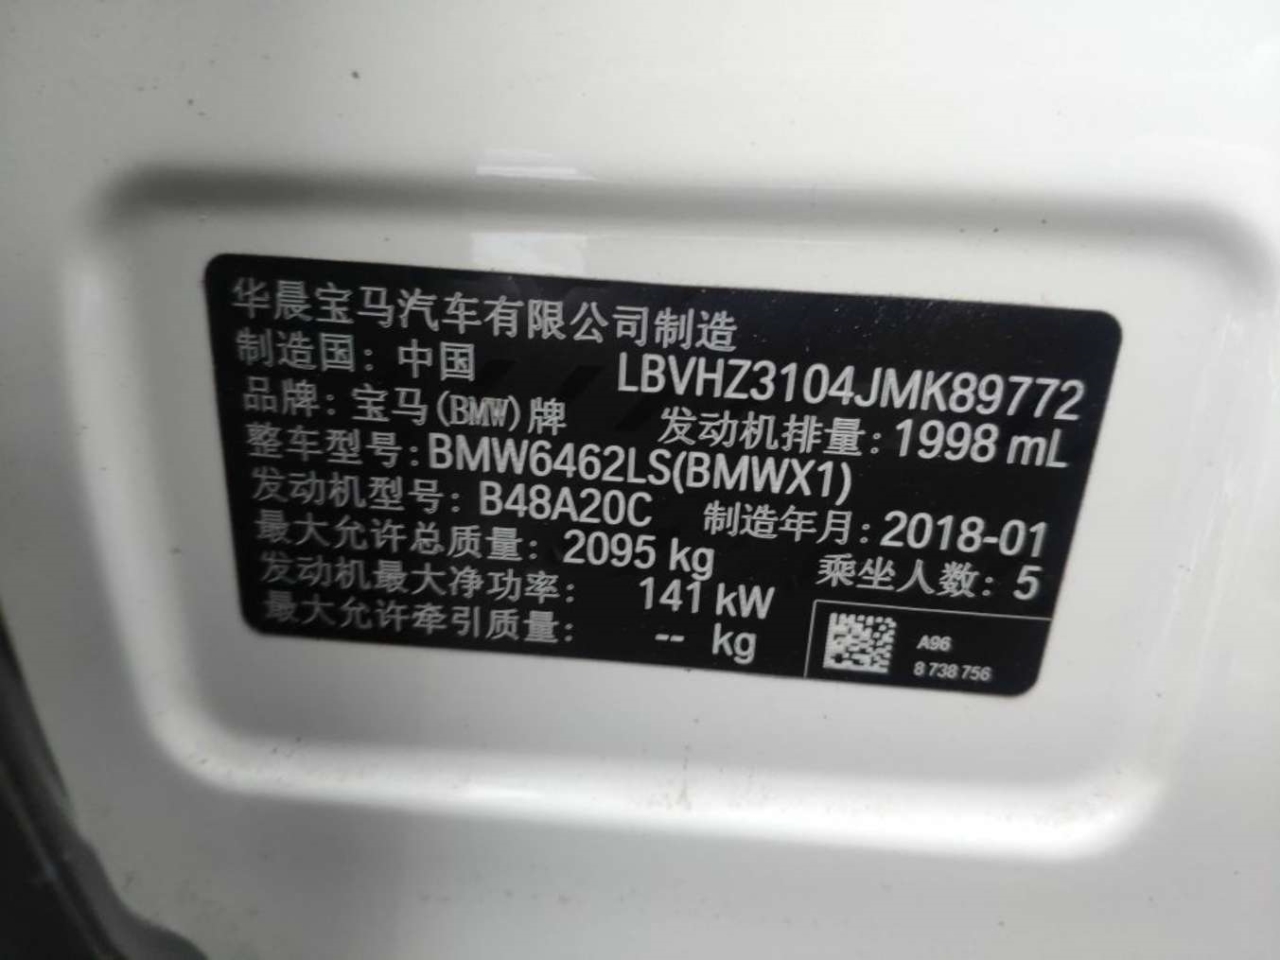 华晨宝马汽车有限公司制造
制造国：中国 LBVHZ3104JMK89772
品牌：宝马(BMW)牌 发动机排量：1998 mL
整车型号：BMW6462LS(BMWX1)
发动机型号：B48A20C 制造年月：2018-01
最大允许总质量：2095 kg 乘坐人数：5
发动机最大净功率：141 kW
最大允许牵引质量：-- kg
A96
8 738 756